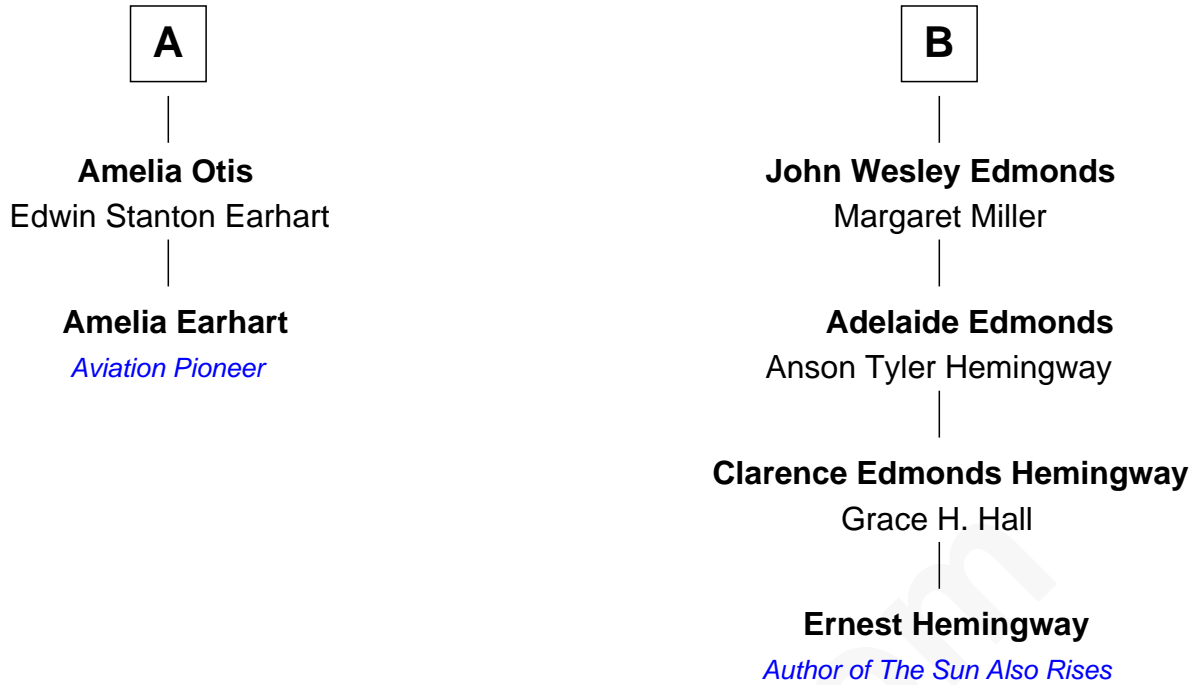 A
Amelia Otis
Edwin Stanton Earhart
Amelia Earhart
Aviation Pioneer
B
John Wesley Edmonds
Margaret Miller
Adelaide Edmonds
Anson Tyler Hemingway
Clarence Edmonds Hemingway
Grace H. Hall
Ernest Hemingway
Author of The Sun Also Rises